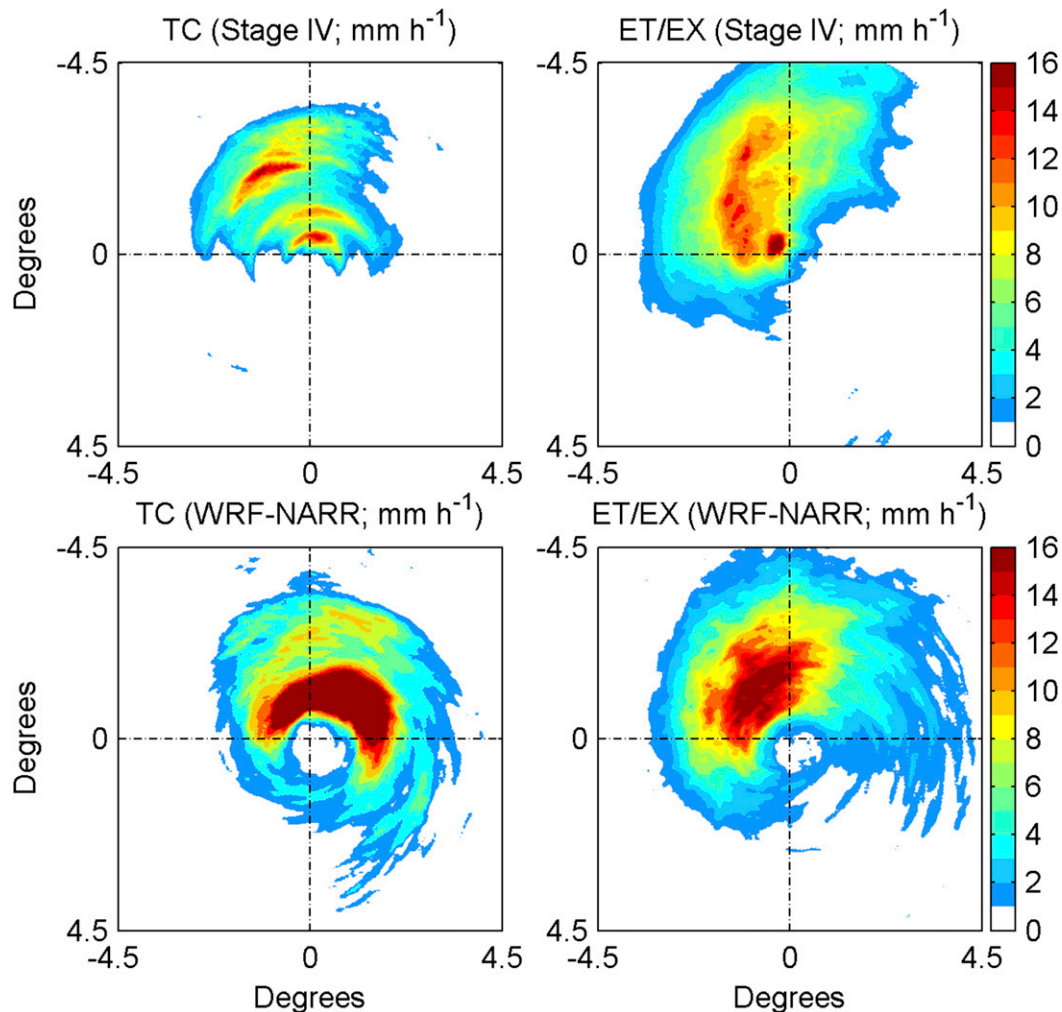 TC (Stage IV; mm h-1) ET/EX (Stage IV; mm h-1)
-4.5 -4.5 16
14
12
10
Degrees 0 0 8
6
4
2
4.5 4.5 0
-4.5 0 4.5 -4.5 0 4.5
TC (WRF-NARR; mm h-1) ET/EX (WRF-NARR; mm h-1)
-4.5 -4.5 16
14
12
10
Degrees 0 0 8
6
4
2
4.5 4.5 0
-4.5 0 4.5 -4.5 0 4.5
Degrees Degrees